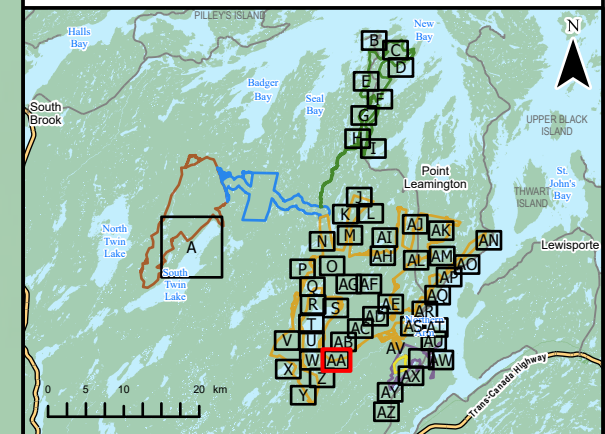 PILLEY'S ISLAND
Halls
Bay
New
Bay
N
B
C
D
Badger
Bay
E
Seal
Bay
F
South
Brook
G
UPPER BLACK
ISLAND
H
I
Point
Leamington
St.
John's
Bay
THWART
ISLAND
J
K
L
AJ
AK
North
Twin
Lake
A
N
M
AI
AN
Lewisporte
AH
AL
AM
AO
South
Twin
Lake
P
O
AP
Q
AG
AF
AQ
R
S
AE
AR
T
AD
AS
AT
AC
V
U
AB
AU
AV
W
AA
AW
X
Z
AX
Y
AY
AZ
Trans-Canada Highway
0 5 10 20 km